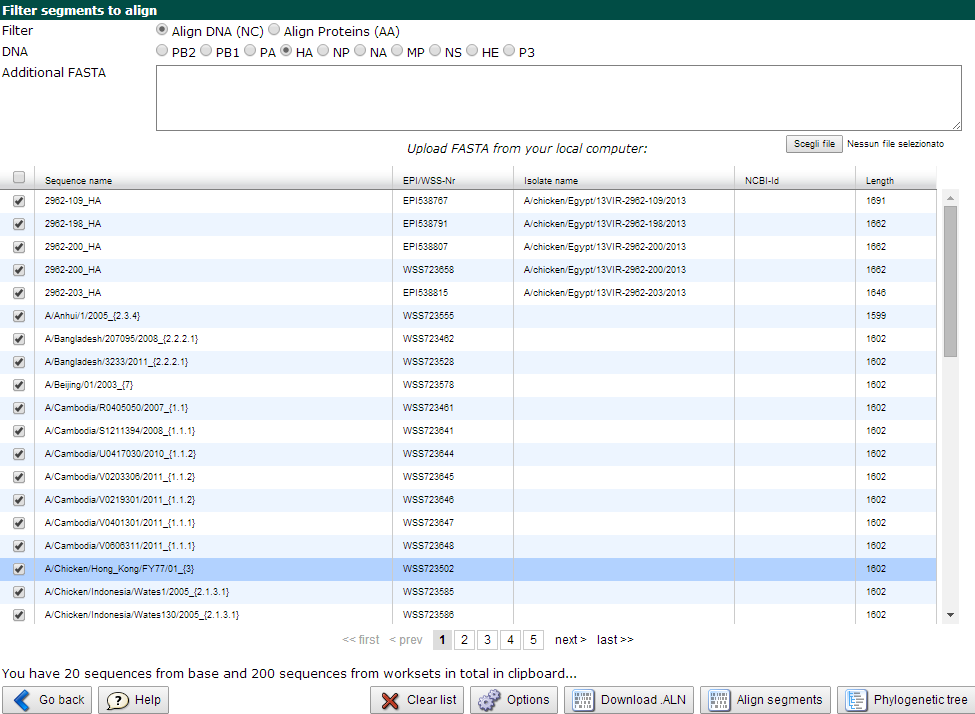 Filter segments to align
Filter Align DNA (NC) Align Proteins (AA)
DNA PB2 PB1 PA HA NP NA MP NS HE P3
Additional FASTA
Upload FASTA from your local computer: Scegli file Nessun file selezionato
Sequence name EPI/WSS-Nr Isolate name NCBI-Id Length
2962-109_HA EPI538767 A/chicken/Egypt/13VIR-2962-109/2013 1691
2962-198_HA EPI538791 A/chicken/Egypt/13VIR-2962-198/2013 1662
2962-200_HA EPI538807 A/chicken/Egypt/13VIR-2962-200/2013 1662
2962-200_HA WSS723658 A/chicken/Egypt/13VIR-2962-200/2013 1662
2962-203_HA EPI538815 A/chicken/Egypt/13VIR-2962-203/2013 1646
A/Anhui/1/2005_{2.3.4} WSS723555 1599
A/Bangladesh/207095/2008_{2.2.2.1} WSS723462 1602
A/Bangladesh/3233/2011_{2.2.2.1} WSS723528 1602
A/Beijing/01/2003_{7} WSS723578 1602
A/Cambodia/R0405050/2007_{1.1} WSS723461 1602
A/Cambodia/S1211394/2008_{1.1.1} WSS723641 1602
A/Cambodia/U0417030/2010_{1.1.2} WSS723644 1602
A/Cambodia/V0203306/2011_{1.1.2} WSS723645 1602
A/Cambodia/V0219301/2011_{1.1.2} WSS723646 1602
A/Cambodia/V0401301/2011_{1.1.1} WSS723647 1602
A/Cambodia/V0606311/2011_{1.1.1} WSS723648 1602
A/Chicken/Hong_Kong/FY77/01_{3} WSS723502 1602
A/Chicken/Indonesia/Wates1/2005_{2.1.3.1} WSS723585 1602
A/Chicken/Indonesia/Wates130/2005_{2.1.3.1} WSS723586 1602
<< first < prev 1 2 3 4 5 next > last >>
You have 20 sequences from base and 200 sequences from worksets in total in clipboard...
Go back Help Clear list Options Download .ALN Align segments Phylogenetic tree